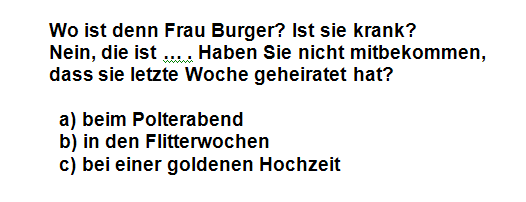 Wo ist denn Frau Burger? Ist sie krank?
Nein, die ist ... . Haben Sie nicht mitbekommen,
dass sie letzte Woche geheiratet hat?
a) beim Polterabend
b) in den Flitterwochen
c) bei einer goldenen Hochzeit